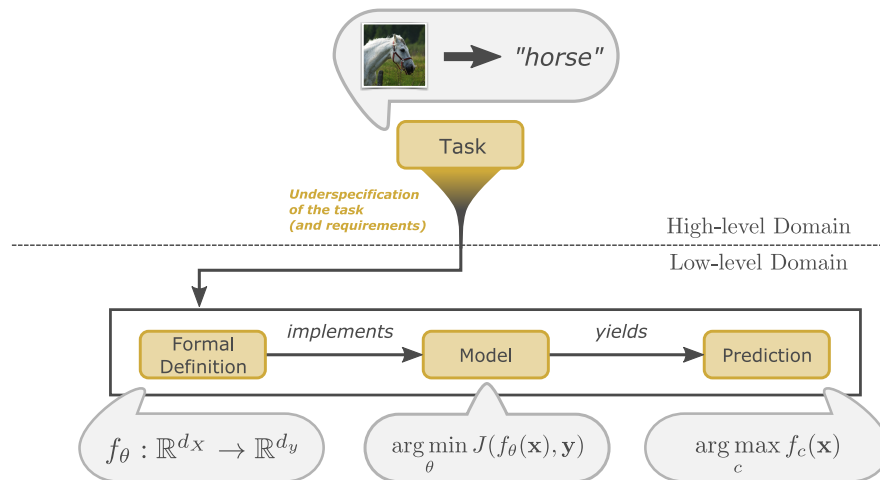 "horse"
Task
Underspecification
of the task
(and requirements)
High-level Domain
Low-level Domain
Formal
Definition
implements
Model
yields
Prediction
f_θ : ℝ^{d_X} → ℝ^{d_y}
arg min_θ J(f_θ(x), y)
arg max_c f_c(x)